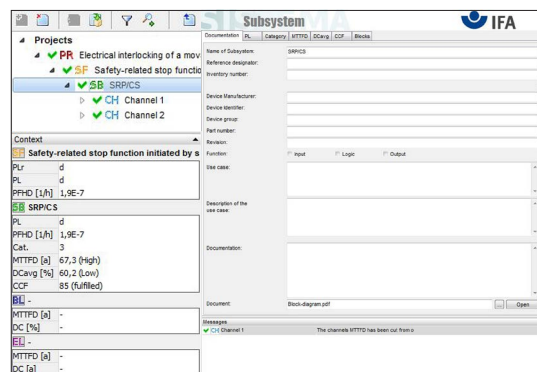 Subsystem
IFA
Projects
PR Electrical interlocking of a mov
SF Safety-related stop functio
SB SRP/CS
CH Channel 1
CH Channel 2
Context
SF Safety-related stop function initiated by s
PLr d
PL d
PFHD [1/h] 1,9E-7
SB SRP/CS
PL d
PFHD [1/h] 1,9E-7
Cat. 3
MTTFD [a] 67,3 (High)
DCavg [%] 60,2 (Low)
CCF 85 (fulfilled)
BL -
MTTFD [a] -
DC [%] -
EL -
MTTFD [a] -
DC [a] -
Documentation PL Category MTTFD DCavg CCF Blocks
Name of Subsystem: SRP/CS
Reference designator:
Inventory number:
Device Manufacturer:
Device Identifier:
Device group:
Part number:
Revision:
Function: Input Logic Output
Use case:
Description of the
use case:
Documentation:
Document: Block-diagram.pdf ... Open
Messages
CH Channel 1 The channels MTTFD has been cut from o